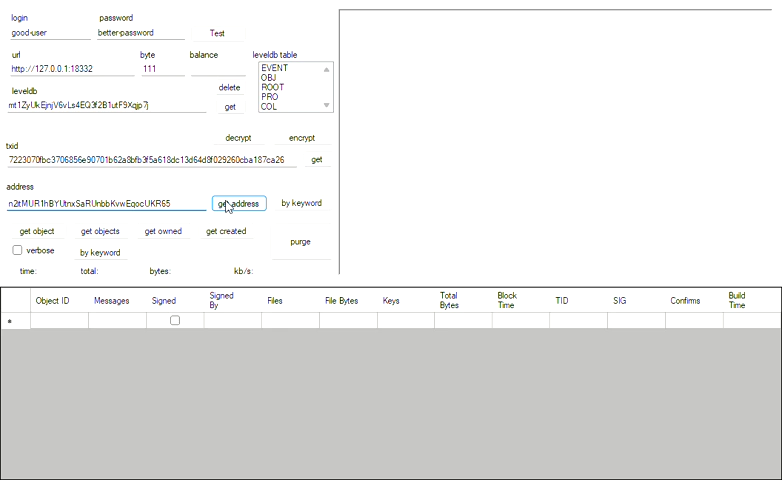 login password
good-user better-password Test
url byte balance leveldb table
http://127.0.0.1:18332 111
EVENT
OBJ
ROOT
PRO
COL
leveldb delete
mt1ZyUkEjnjV6vLs4EQ3f2B1utF9Xqjp7j get
decrypt encrypt
txid
7223070fbc3706856e90701b62a8bfb3f5a618dc13d64d8f029260cba187ca26 get
address
n2tMUR1hBYUtnxSaRUnbbKvwEqocUKR65 get address by keyword
get object get objects get owned get created
purge
verbose by keyword
time: total: bytes: kb/s:
Object ID Messages Signed Signed By Files File Bytes Keys Total Bytes Block Time TID SIG Confirms Build Time
*